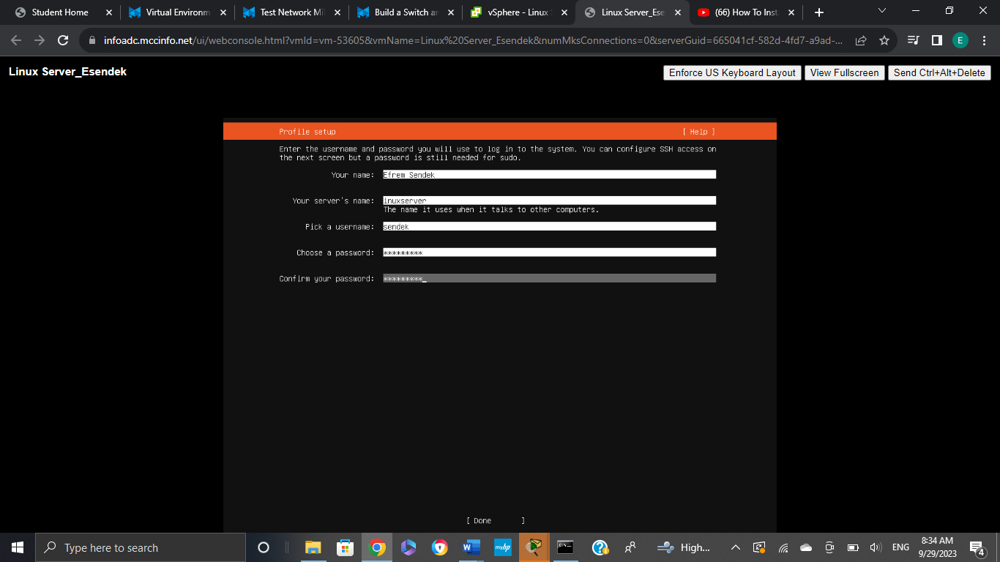 Student Home
Virtual Environm
Test Network Mi
Build a Switch ar
vSphere - Linux S
Linux Server_Ese
(66) How To Inst
infoadc.mccinfo.net/ui/webconsole.html?vmId=vm-53605&vmName=Linux%20Server_Esendek&numMksConnections=0&serverGuid=665041cf-582d-4fd7-a9ad-...
E
Linux Server_Esendek
Enforce US Keyboard Layout
View Fullscreen
Send Ctrl+Alt+Delete
Profile setup
[ Help ]
Enter the username and password you will use to log in to the system. You can configure SSH access on
the next screen but a password is still needed for sudo.
Your name: Efrem Sendek
Your server's name: inuxserver
The name it uses when it talks to other computers.
Pick a username: sendek
Choose a password: *********
Confirm your password: *********_
[ Done ]
Type here to search
W
myhp
High...
ENG
8:34 AM
9/29/2023
4